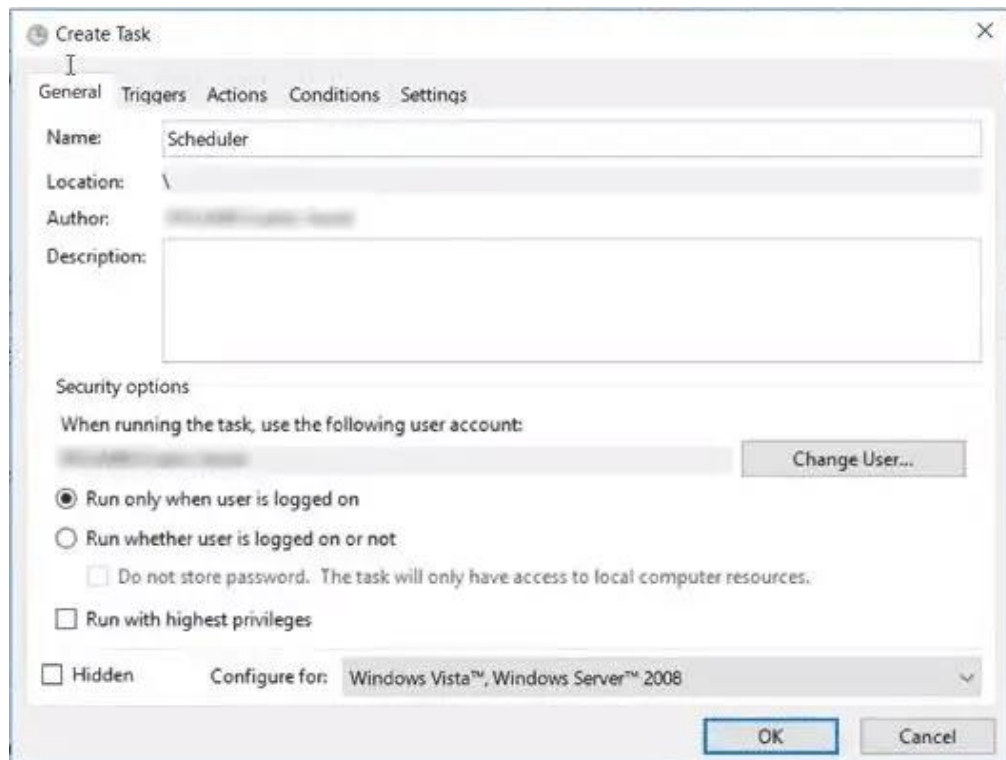 Create Task
General Triggers Actions Conditions Settings
Name: Scheduler
Location: \
Author:
Description:
Security options
When running the task, use the following user account:
Change User...
Run only when user is logged on
Run whether user is logged on or not
Do not store password. The task will only have access to local computer resources.
Run with highest privileges
Hidden Configure for: Windows Vista™, Windows Server™ 2008
OK Cancel